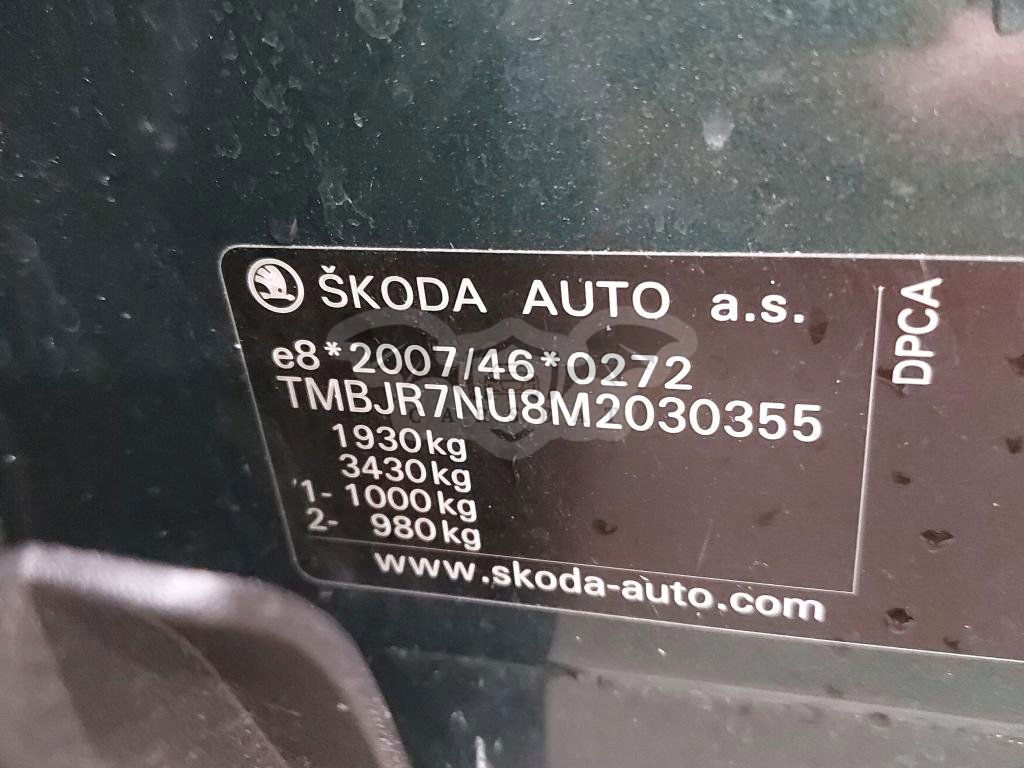 ŠKODA AUTO a.s.
e8*2007/46*0272
TMBJR7NU8M2030355
1930kg
3430kg
1- 1000kg
2- 980kg
www.skoda-auto.com
DPCA